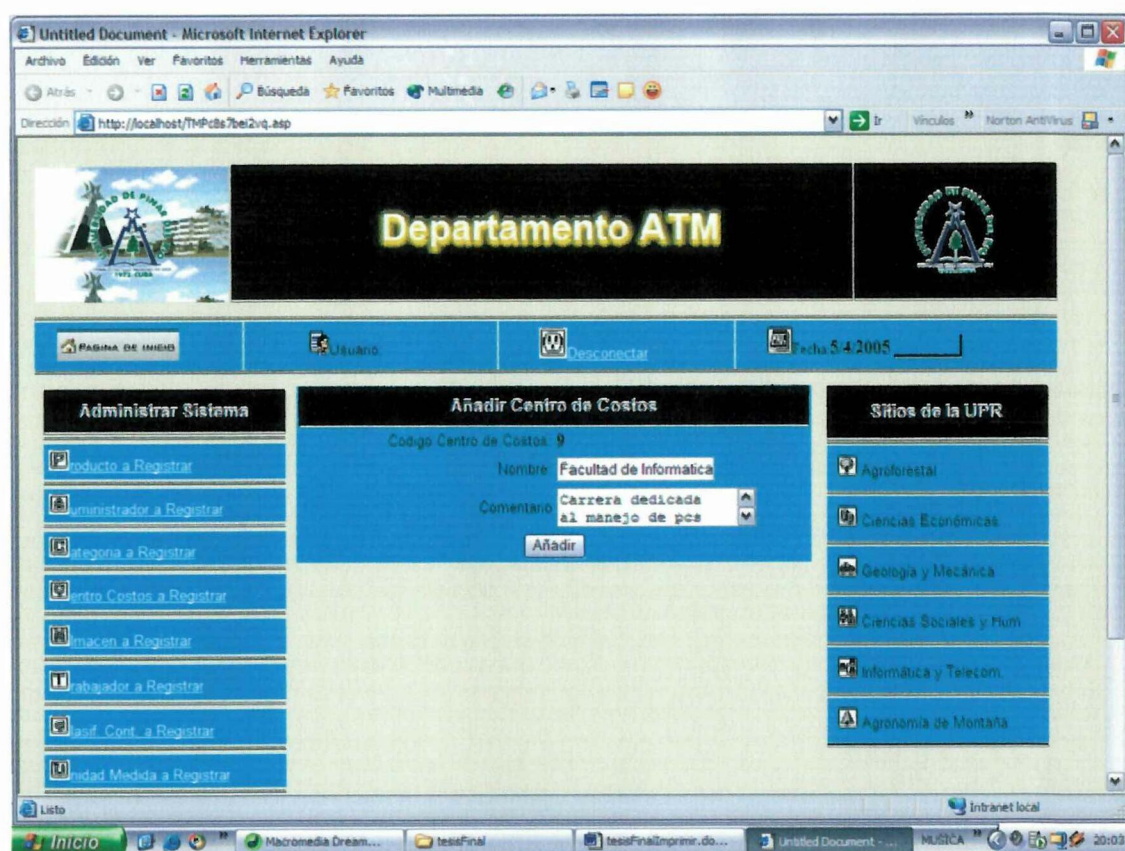 Untitled Document - Microsoft Internet Explorer
Archivo Edición Ver Favoritos Herramientas Ayuda
Atrás Búsqueda Favoritos Multimedia
Dirección http://localhost/TMPc8s7bei2vq.asp Ir Vínculos » Norton AntiVirus
UNIVERSIDAD DE PINAR
1972 CUBA
Departamento ATM
PAGINA DE INICIO
Usuario
Desconectar
Fecha 5/4/2005
Administrar Sistema
Producto a Registrar
Suministrador a Registrar
Categoria a Registrar
Centro Costos a Registrar
Almacen a Registrar
Trabajador a Registrar
Clasif. Cont. a Registrar
Unidad Medida a Registrar
Añadir Centro de Costos
Codigo Centro de Costos 9
Nombre Facultad de Informatica
Comentario Carrera dedicada
al manejo de pcs
Añadir
Sitios de la UPR
Agroforestal
Ciencias Económicas
Geología y Mecánica
Ciencias Sociales y Hum
Informática y Telecom.
Agronomía de Montaña
Listo
Intranet local
Inicio » Macromedia Dream... tesisFinal tesisFinalImprimir.do... Untitled Document - ... MUSICA » 20:03